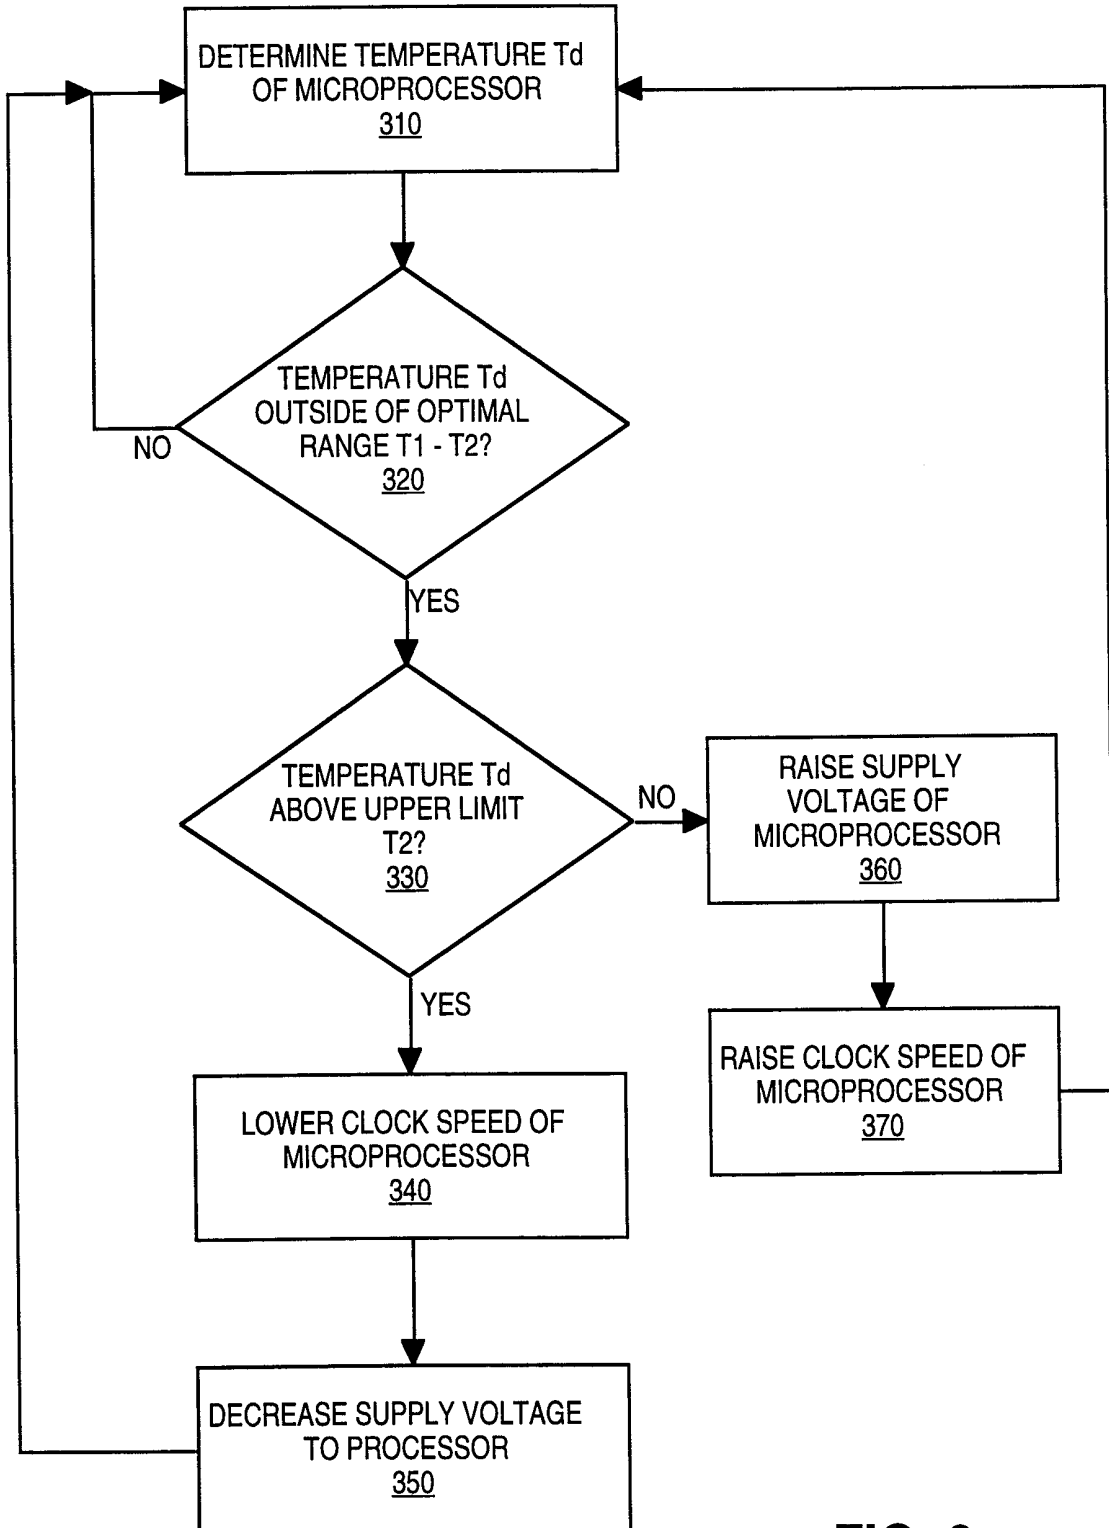 DETERMINE TEMPERATURE Td
OF MICROPROCESSOR
310
TEMPERATURE Td
OUTSIDE OF OPTIMAL
RANGE T1 - T2?
320
NO
YES
TEMPERATURE Td
ABOVE UPPER LIMIT
T2?
330
NO
RAISE SUPPLY
VOLTAGE OF
MICROPROCESSOR
360
YES
RAISE CLOCK SPEED OF
MICROPROCESSOR
370
LOWER CLOCK SPEED OF
MICROPROCESSOR
340
DECREASE SUPPLY VOLTAGE
TO PROCESSOR
350
FIG.